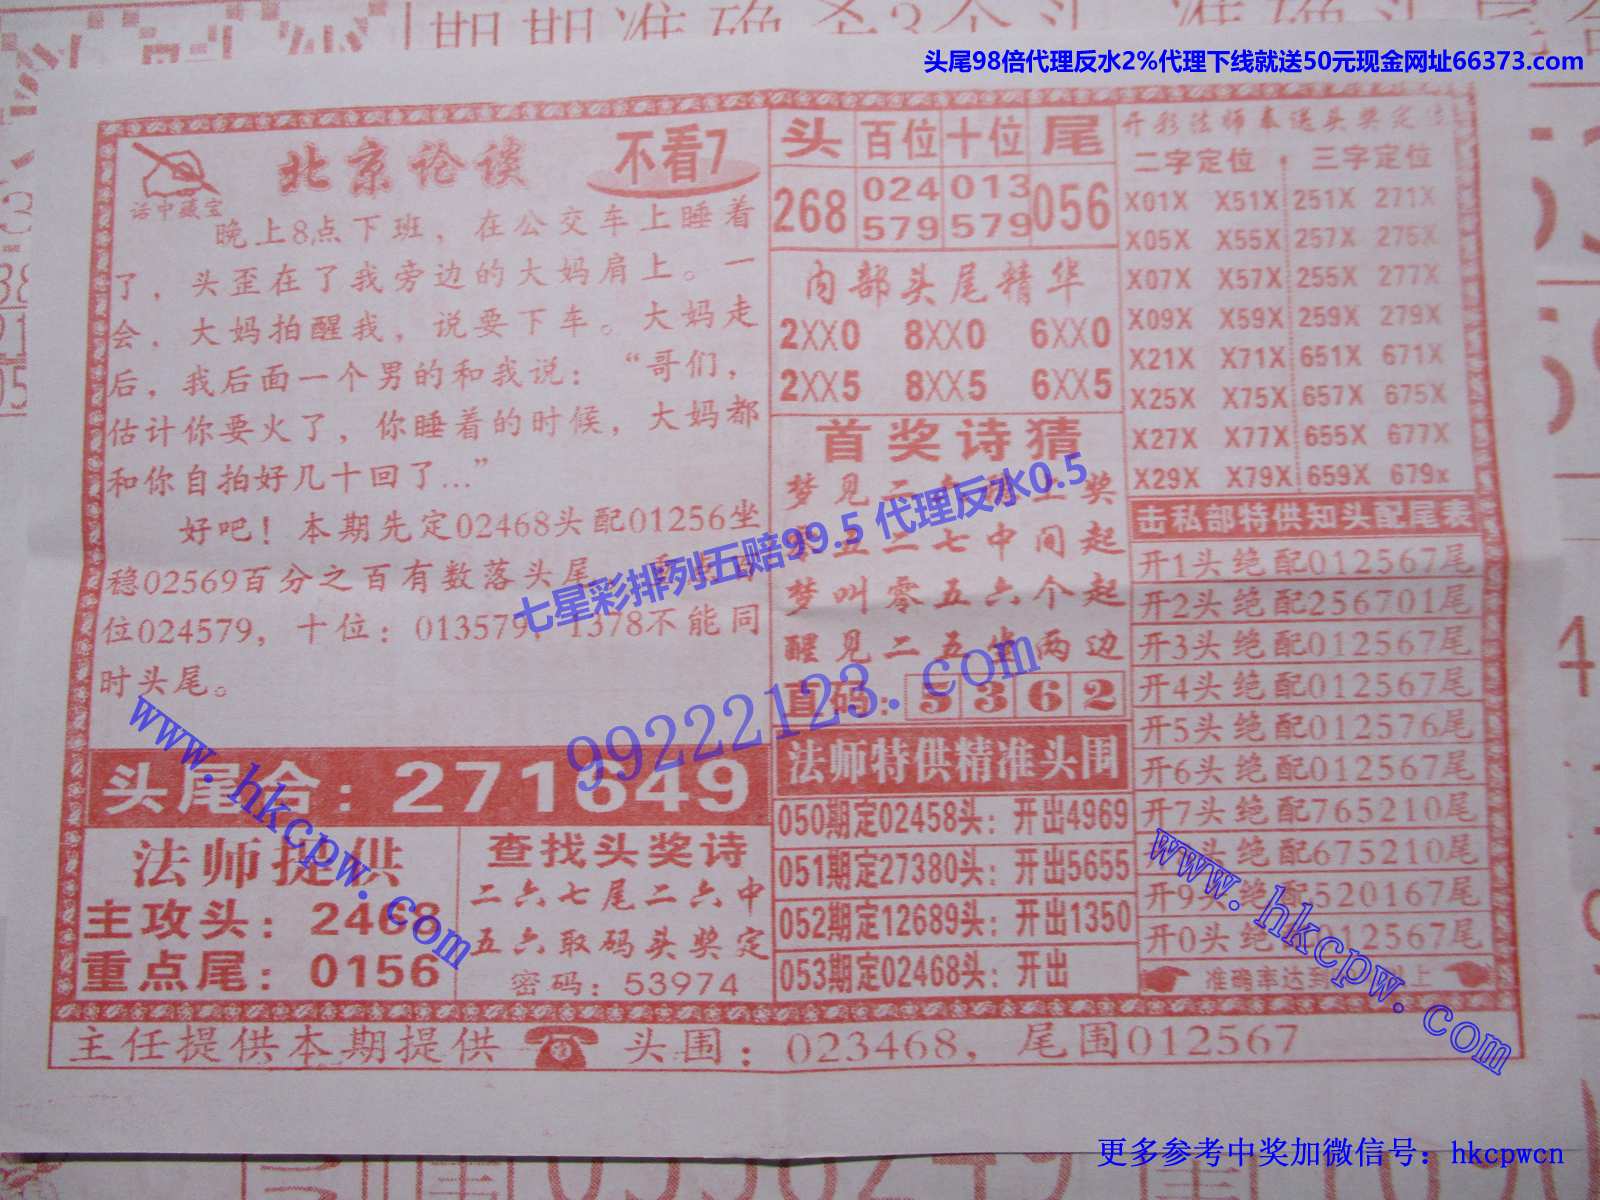 头尾98倍代理反水2%代理下线就送50元现金网址66373.com
话中藏宝
北京论谈
不看7
晚上8点下班，在公交车上睡着
了，头歪在了我旁边的大妈肩上。一
会，大妈拍醒我，说要下车。大妈走
后，我后面一个男的和我说：“哥们，
估计你要火了，你睡着的时候，大妈都
和你自拍好几十回了...”
好吧！本期先定02468头配01256坐
稳02569百分之百有数落头尾
位024579，十位：013579，1378不能同
时头尾。
头尾合：271649
法师提供
主攻头：2468
重点尾：0156
查找头奖诗
二六七尾二六中
五六取码头奖定
密码：53974
头 百位 十位 尾
268 024 013 056
579 579
内部头尾精华
2XX0 8XX0 6XX0
2XX5 8XX5 6XX5
首奖诗猜
梦见二 奖
五二七中间起
梦叫零五六个起
醒见二五坐两边
直码：5 3 6 2
法师特供精准头围
050期定02458头：开出4969
051期定27380头：开出5655
052期定12689头：开出1350
053期定02468头：开出
开彩法师奉送头奖定位
二字定位 三字定位
X01X X51X 251X 271X
X05X X55X 257X 275X
X07X X57X 255X 277X
X09X X59X 259X 279X
X21X X71X 651X 671X
X25X X75X 657X 675X
X27X X77X 655X 677X
X29X X79X 659X 679x
击私部特供知头配尾表
开1头绝配012567尾
开2头绝配256701尾
开3头绝配012567尾
开4头绝配012567尾
开5头绝配012576尾
开6头绝配012567尾
开7头绝配765210尾
头绝配675210尾
开9头绝配520167尾
开0头绝 012567尾
准确率达到 上
主任提供本期提供 头围：023468，尾围012567
七星彩排列五赔99.5 代理反水0.5
99222123.com
www.hkcpw.com
www.hkcpw.com
更多参考中奖加微信号：hkcpwcn